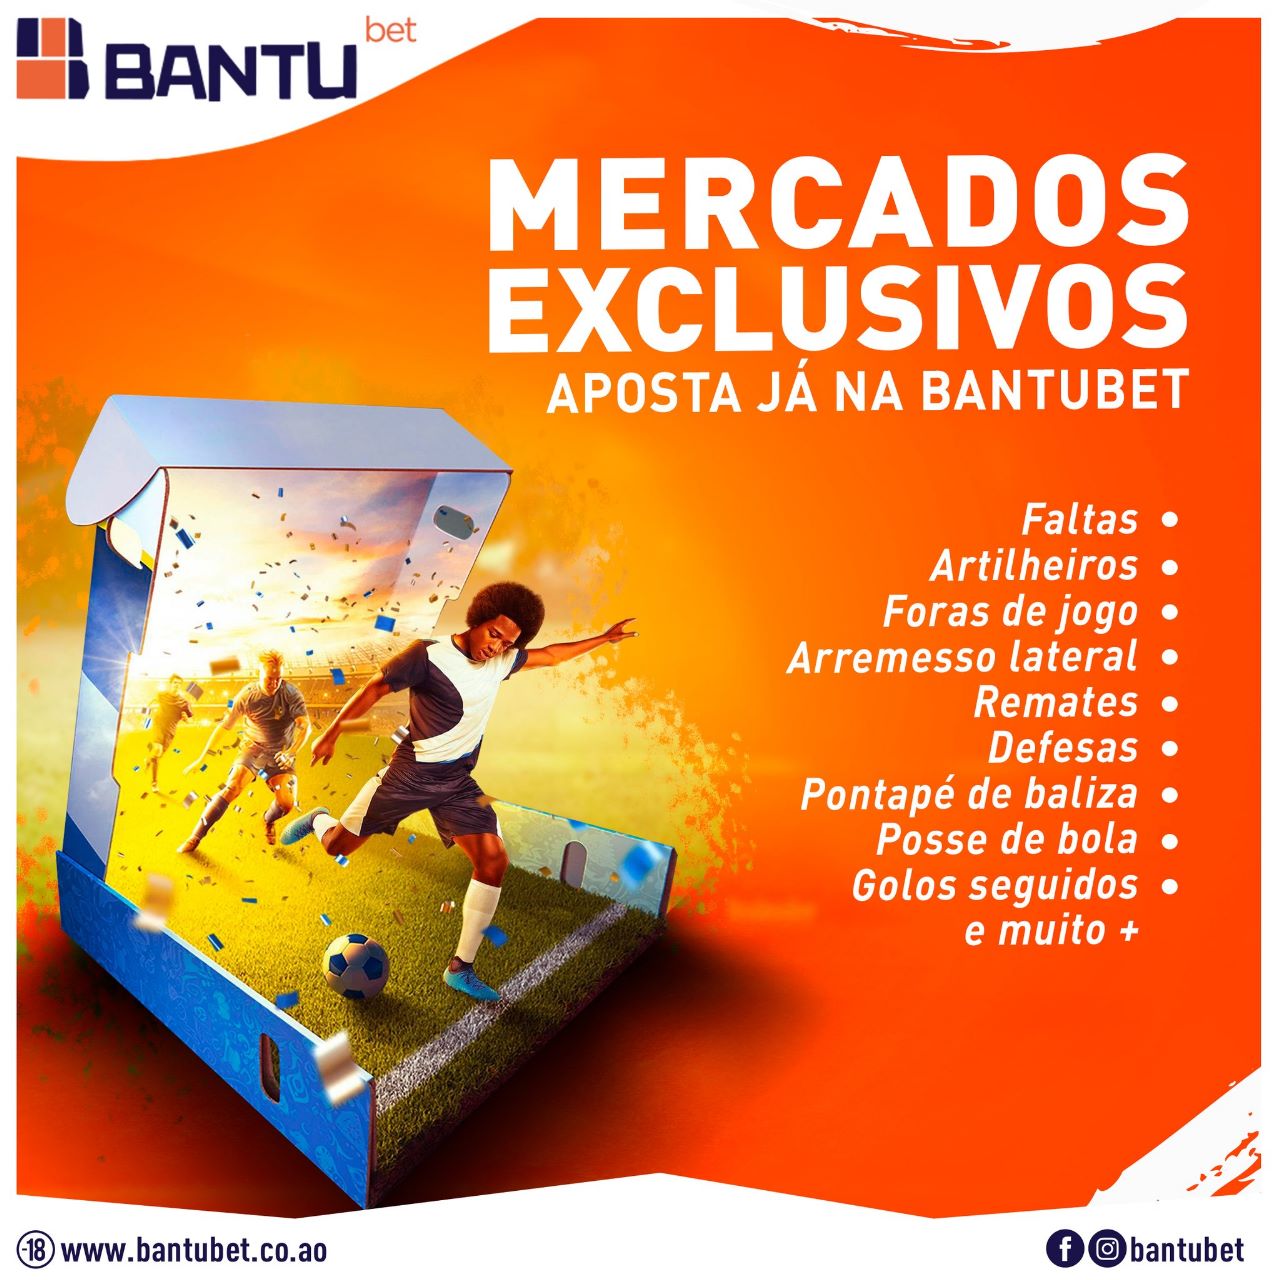 BANTU bet
MERCADOS
EXCLUSIVOS
APOSTA JÁ NA BANTUBET
Faltas •
Artilheiros •
Foras de jogo •
Arremesso lateral •
Remates •
Defesas •
Pontapé de baliza •
Posse de bola •
Golos seguidos •
e muito +
-18 www.bantubet.co.ao
bantubet